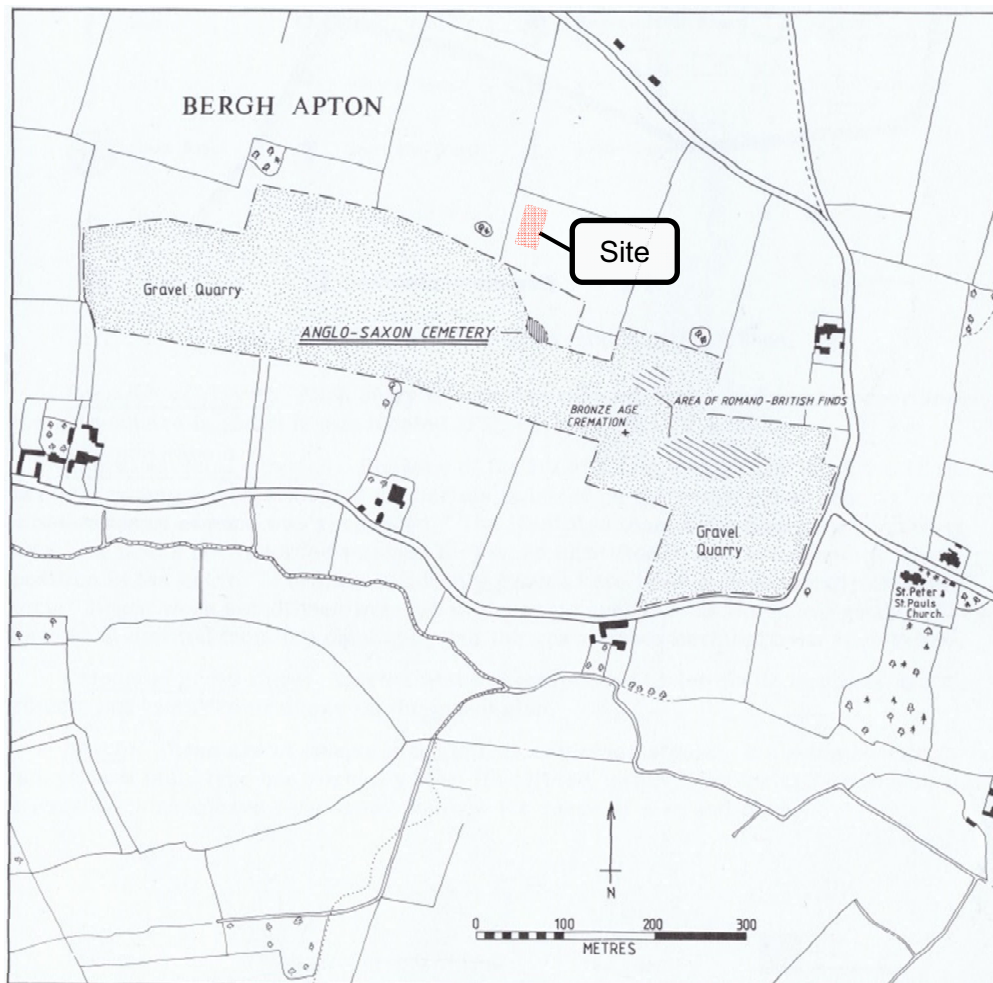 BERGH APTON
Site
Gravel Quarry
ANGLO-SAXON CEMETERY
AREA OF ROMANO-BRITISH FINDS
BRONZE AGE
CREMATION
Gravel
Quarry
St. Peter &
St. Pauls
Church.
N
0 100 200 300
METRES